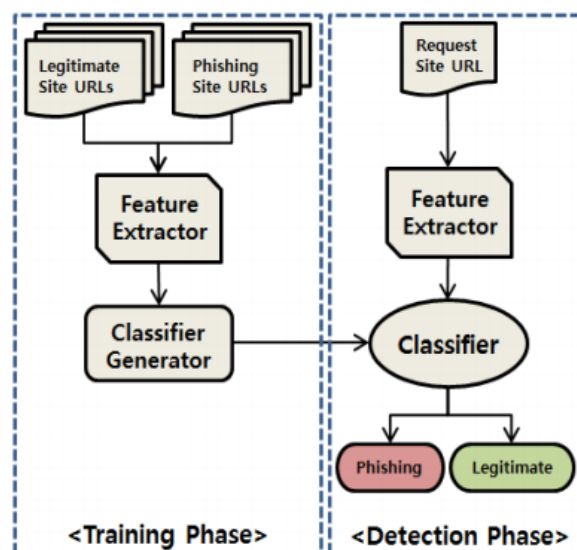 Legitimate
Site URLs
Phishing
Site URLs
Feature
Extractor
Classifier
Generator
<Training Phase>
Request
Site URL
Feature
Extractor
Classifier
Phishing
Legitimate
<Detection Phase>